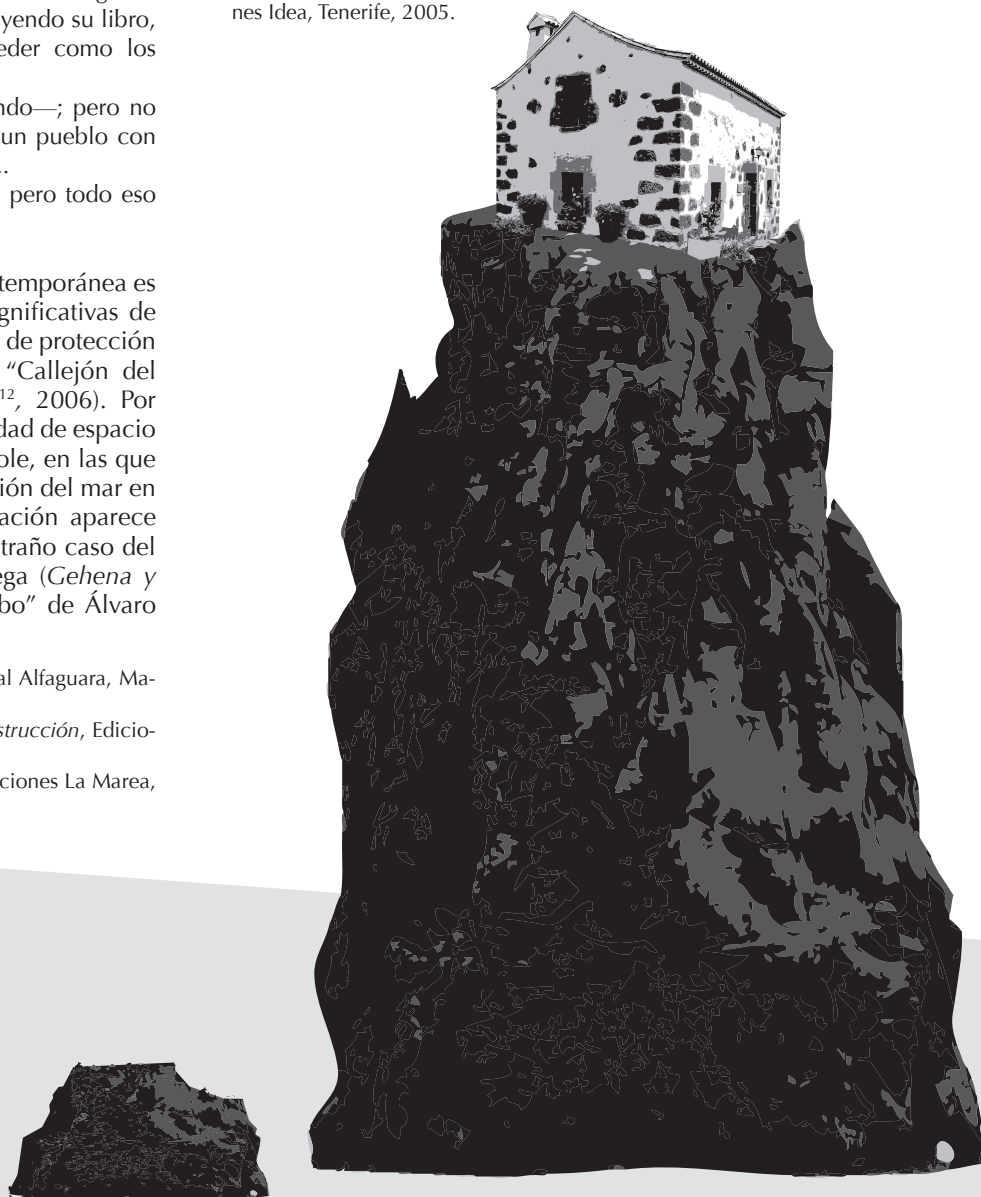 yendo su libro,
eder como los
ndo—; pero no
un pueblo con
..
pero todo eso
temporánea es
gnificativas de
de protección
“Callejón del
12, 2006). Por
dad de espacio
ole, en las que
ión del mar en
ación aparece
traño caso del
ega (Gehena y
bo” de Álvaro
al Alfaguara, Ma-
strucción, Edicio-
ciones La Marea,
nes Idea, Tenerife, 2005.